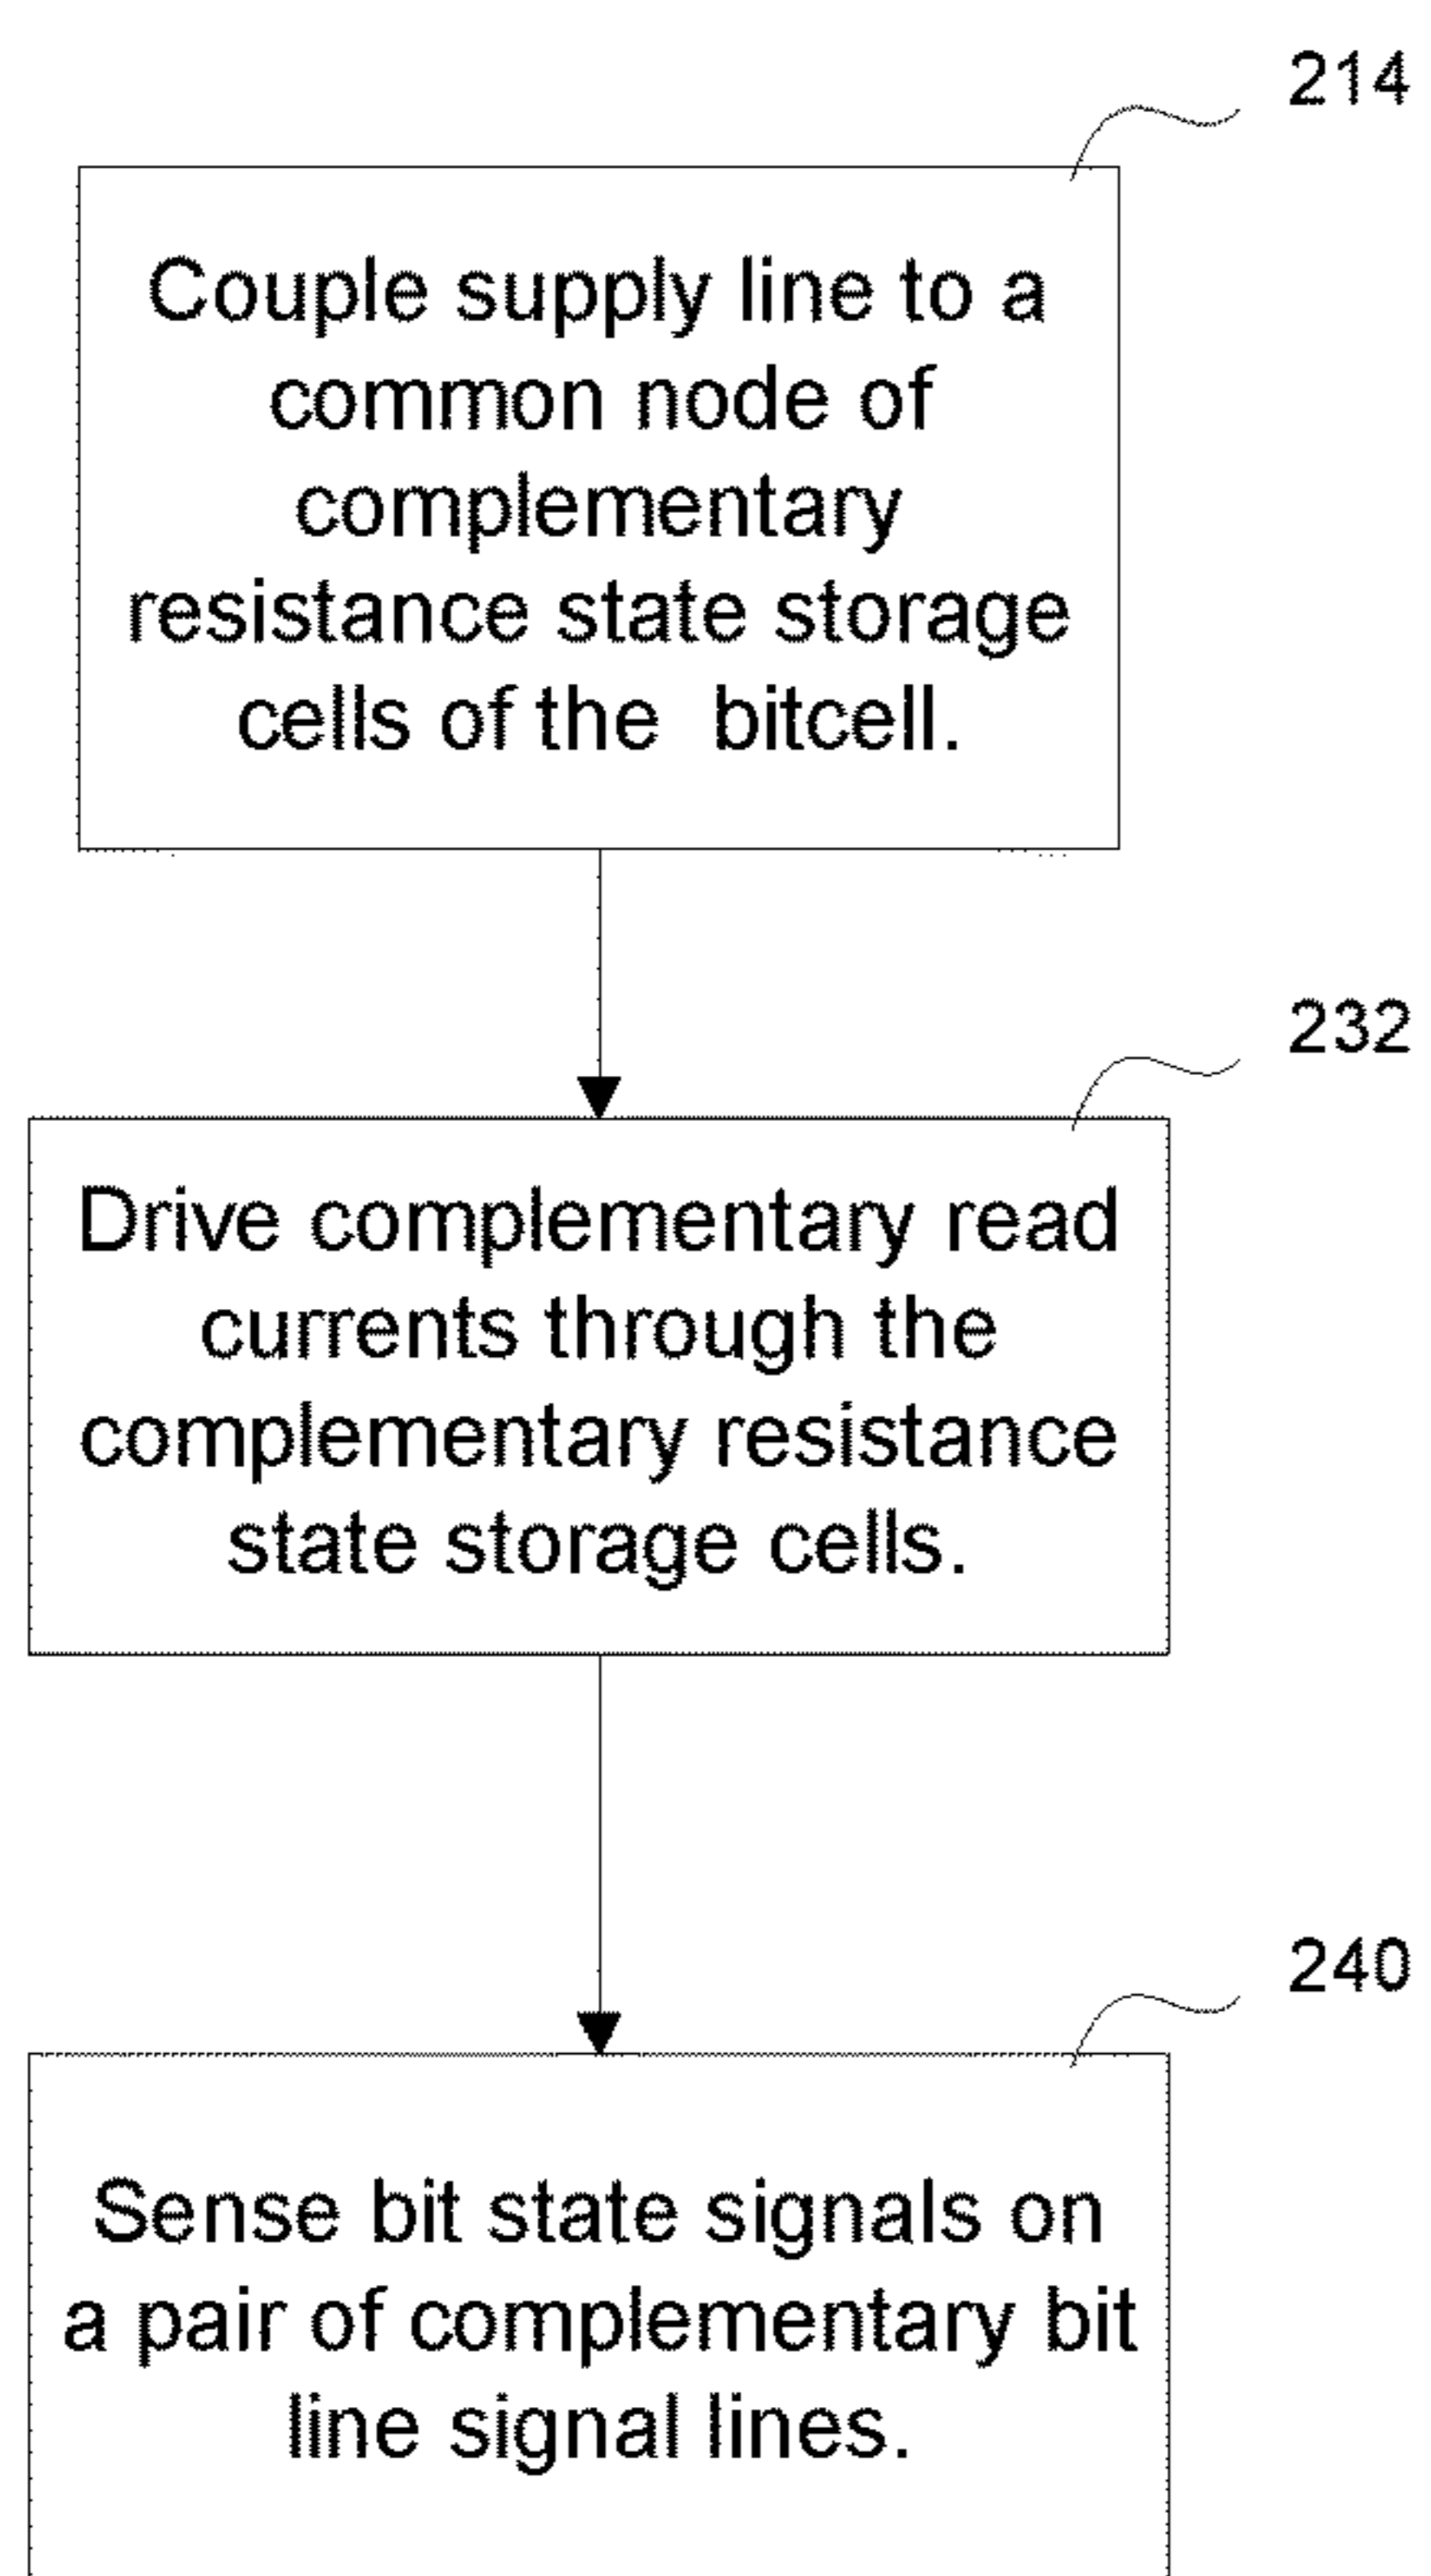 214
Couple supply line to a
common node of
complementary
resistance state storage
cells of the bitcell.
232
Drive complementary read
currents through the
complementary resistance
state storage cells.
240
Sense bit state signals on
a pair of complementary bit
line signal lines.